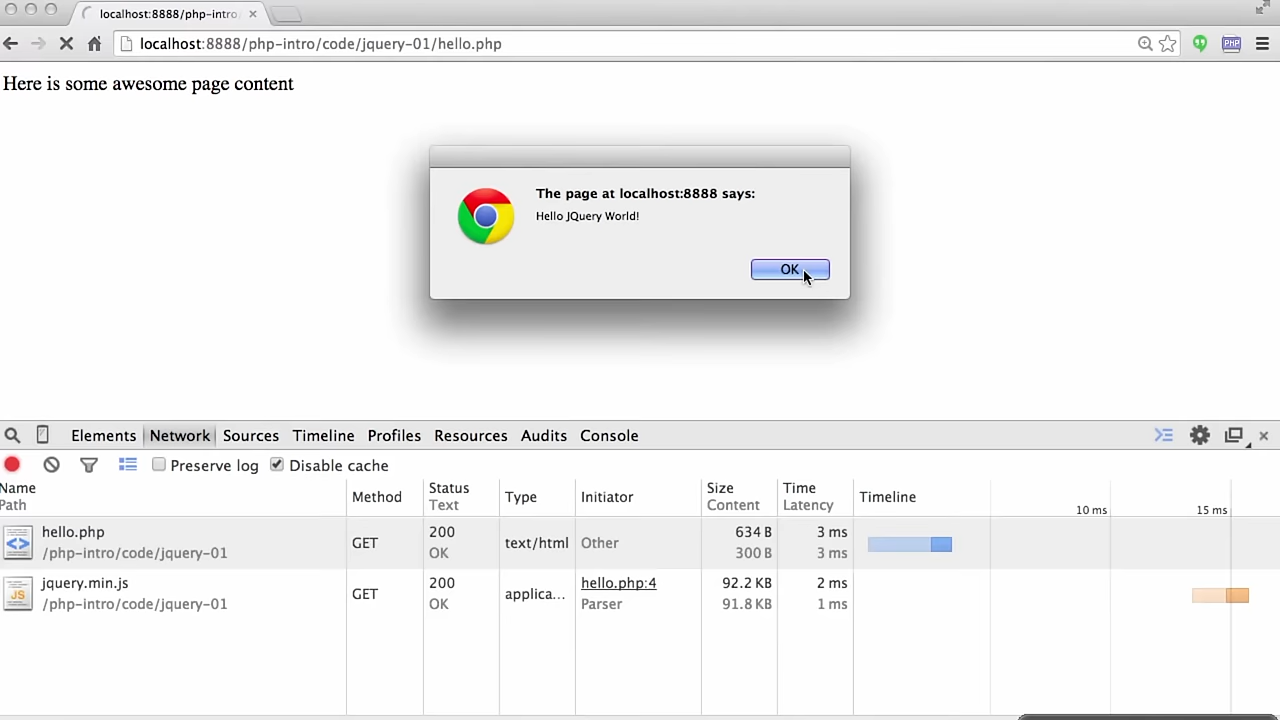 localhost:8888/php-intro
localhost:8888/php-intro/code/jquery-01/hello.php
PHP
Here is some awesome page content
The page at localhost:8888 says:
Hello JQuery World!
OK
Elements Network Sources Timeline Profiles Resources Audits Console
Preserve log Disable cache
Name Path Method Status Text Type Initiator Size Content Time Latency Timeline 10 ms 15 ms
hello.php GET 200 text/html Other 634 B 3 ms
/php-intro/code/jquery-01 OK 300 B 3 ms
JS jquery.min.js GET 200 applica... hello.php:4 92.2 KB 2 ms
/php-intro/code/jquery-01 OK Parser 91.8 KB 1 ms